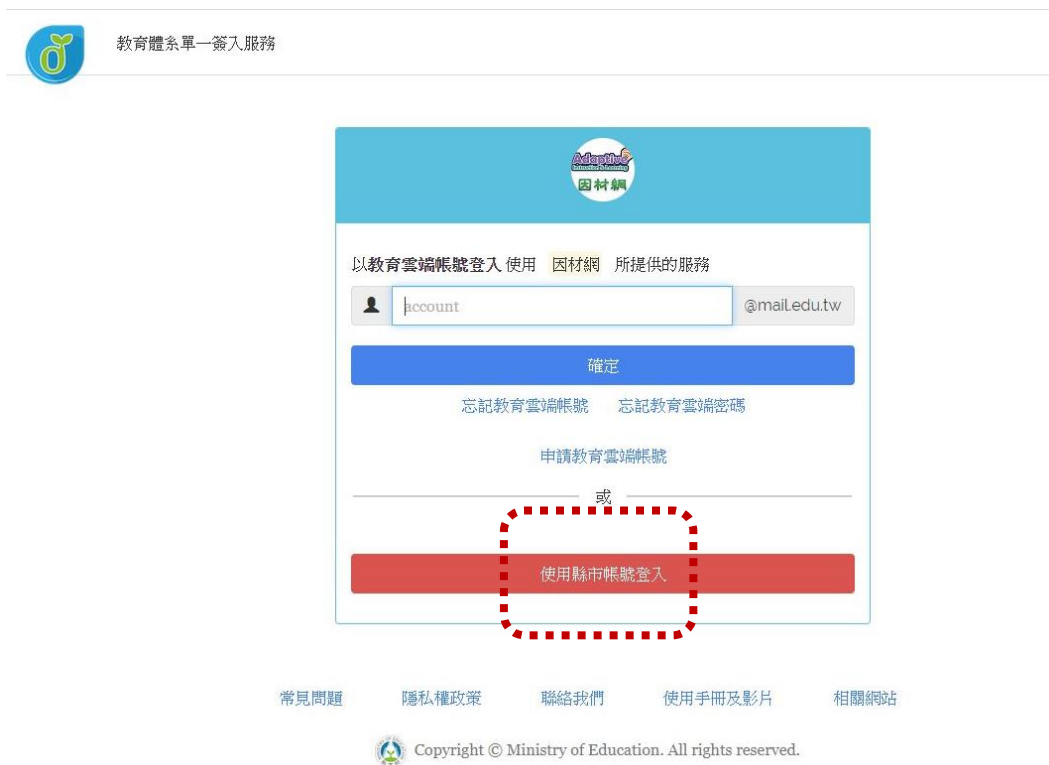 教育體系單一簽入服務
Adaptive
因材網
以教育雲端帳號登入 使用 因材網 所提供的服務
account @mail.edu.tw
確定
忘記教育雲端帳號 忘記教育雲端密碼
申請教育雲端帳號
或
使用縣市帳號登入
常見問題 隱私權政策 聯絡我們 使用手冊及影片 相關網站
Copyright © Ministry of Education. All rights reserved.